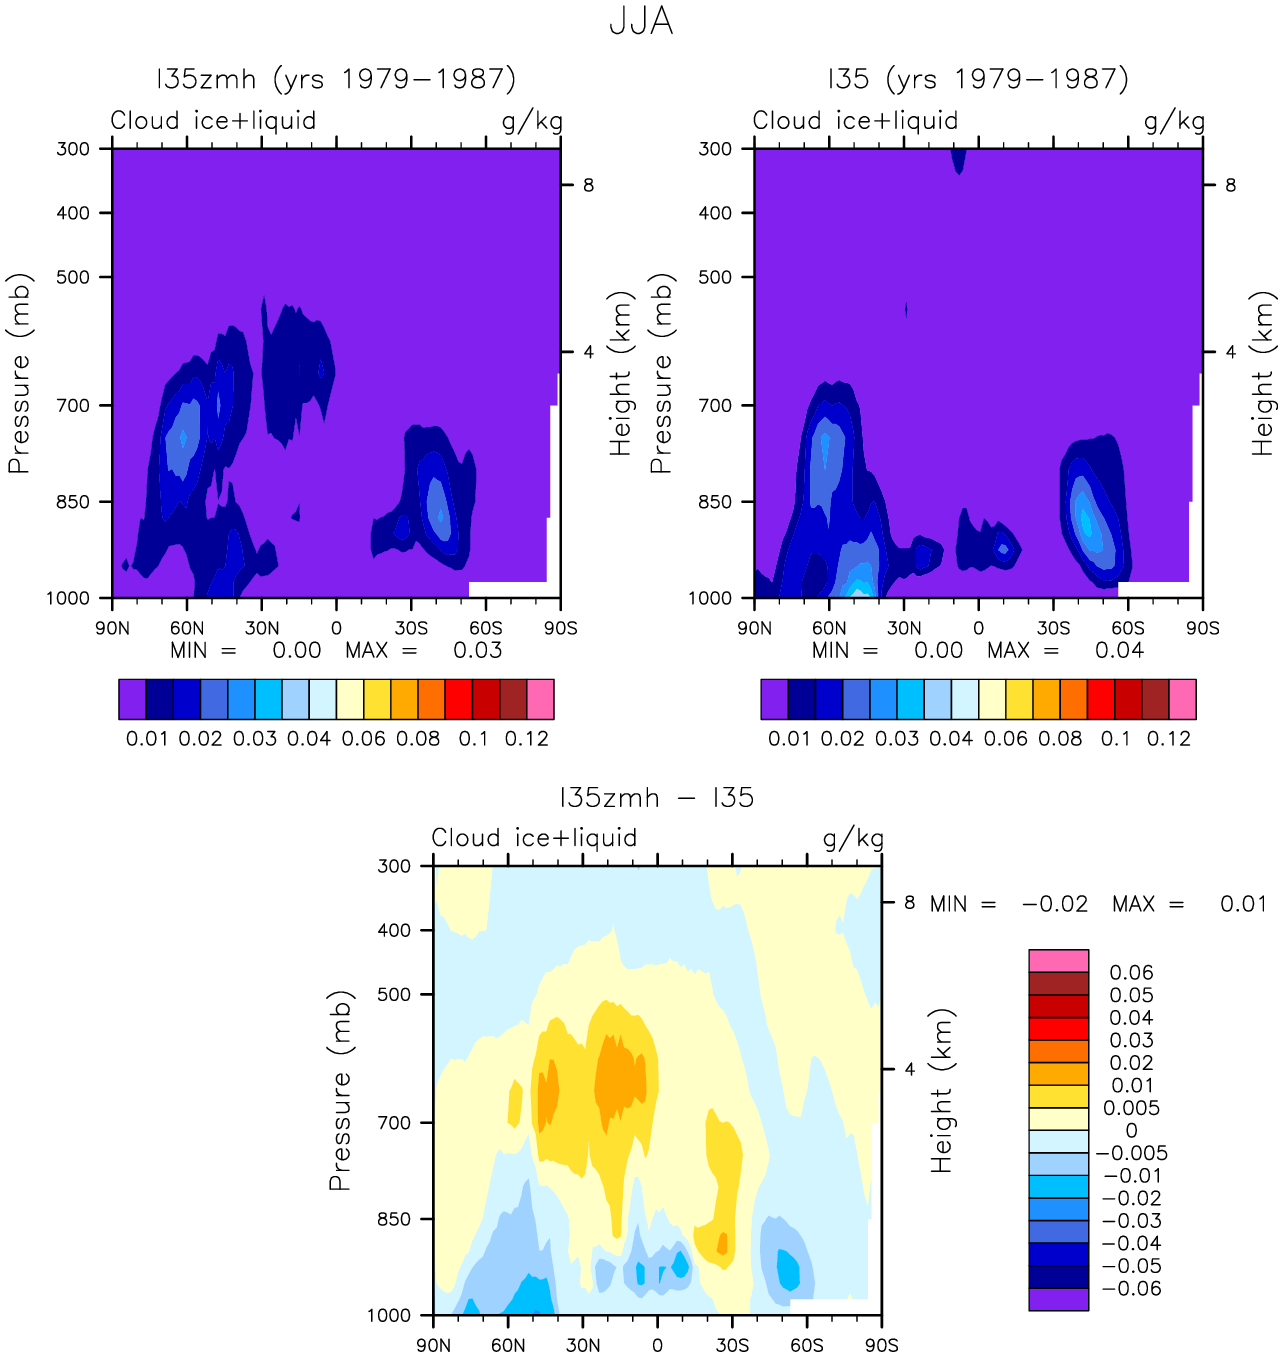 JJA
I35zmh (yrs 1979-1987)
Cloud ice+liquid g/kg
300
400
500
700
850
1000
Pressure (mb)
8
4
Height (km)
90N 60N 30N 0 30S 60S 90S
MIN = 0.00 MAX = 0.03
0.01 0.02 0.03 0.04 0.06 0.08 0.1 0.12
I35 (yrs 1979-1987)
Cloud ice+liquid g/kg
300
400
500
700
850
1000
Pressure (mb)
8
4
Height (km)
90N 60N 30N 0 30S 60S 90S
MIN = 0.00 MAX = 0.04
0.01 0.02 0.03 0.04 0.06 0.08 0.1 0.12
I35zmh - I35
Cloud ice+liquid g/kg
300
400
500
700
850
1000
Pressure (mb)
8
4
Height (km)
90N 60N 30N 0 30S 60S 90S
MIN = -0.02 MAX = 0.01
0.06
0.05
0.04
0.03
0.02
0.01
0.005
0
-0.005
-0.01
-0.02
-0.03
-0.04
-0.05
-0.06